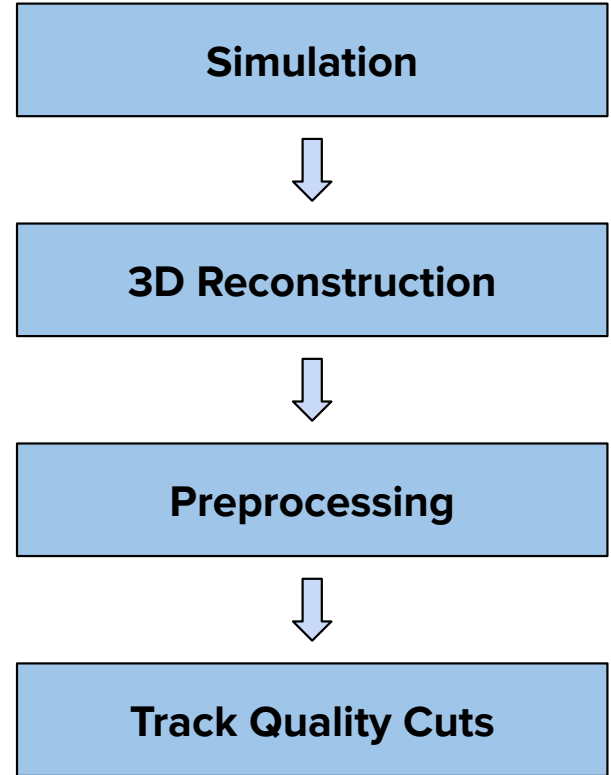 Simulation
3D Reconstruction
Preprocessing
Track Quality Cuts